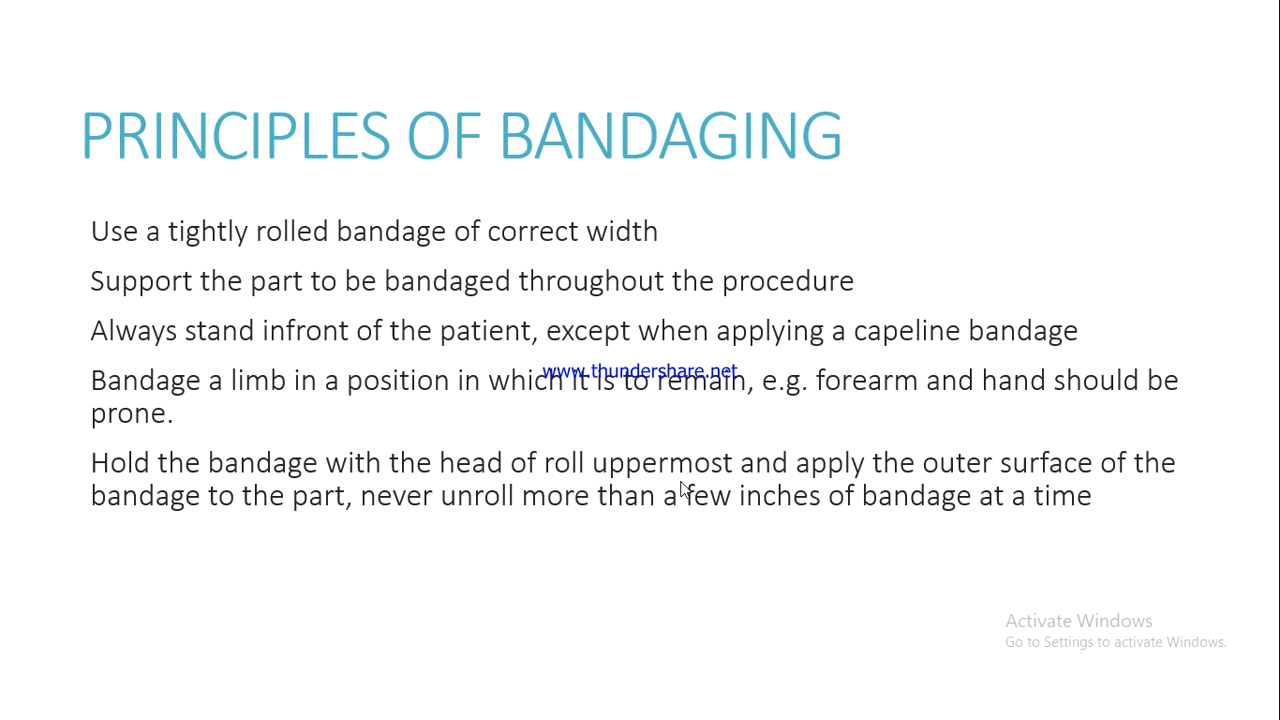 PRINCIPLES OF BANDAGING
Use a tightly rolled bandage of correct width
Support the part to be bandaged throughout the procedure
Always stand infront of the patient, except when applying a capeline bandage
www.thundershare.net
Bandage a limb in a position in which it is to remain, e.g. forearm and hand should be
prone.
Hold the bandage with the head of roll uppermost and apply the outer surface of the
bandage to the part, never unroll more than a few inches of bandage at a time
Activate Windows
Go to Settings to activate Windows.